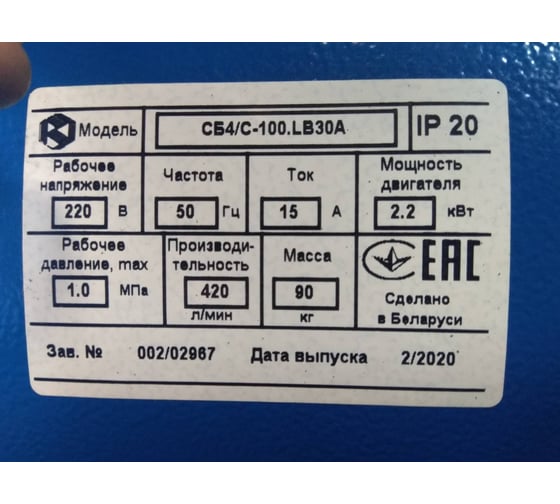 Модель СБ4/С-100.LB30А IP 20
Рабочее напряжение 220 В
Частота 50 Гц
Ток 15 А
Мощность двигателя 2.2 кВт
Рабочее давление, max 1.0 МПа
Производи-
тельность 420 л/мин
Масса 90 кг
ЕАС
Сделано
в Беларуси
Зав. № 002/02967 Дата выпуска 2/2020